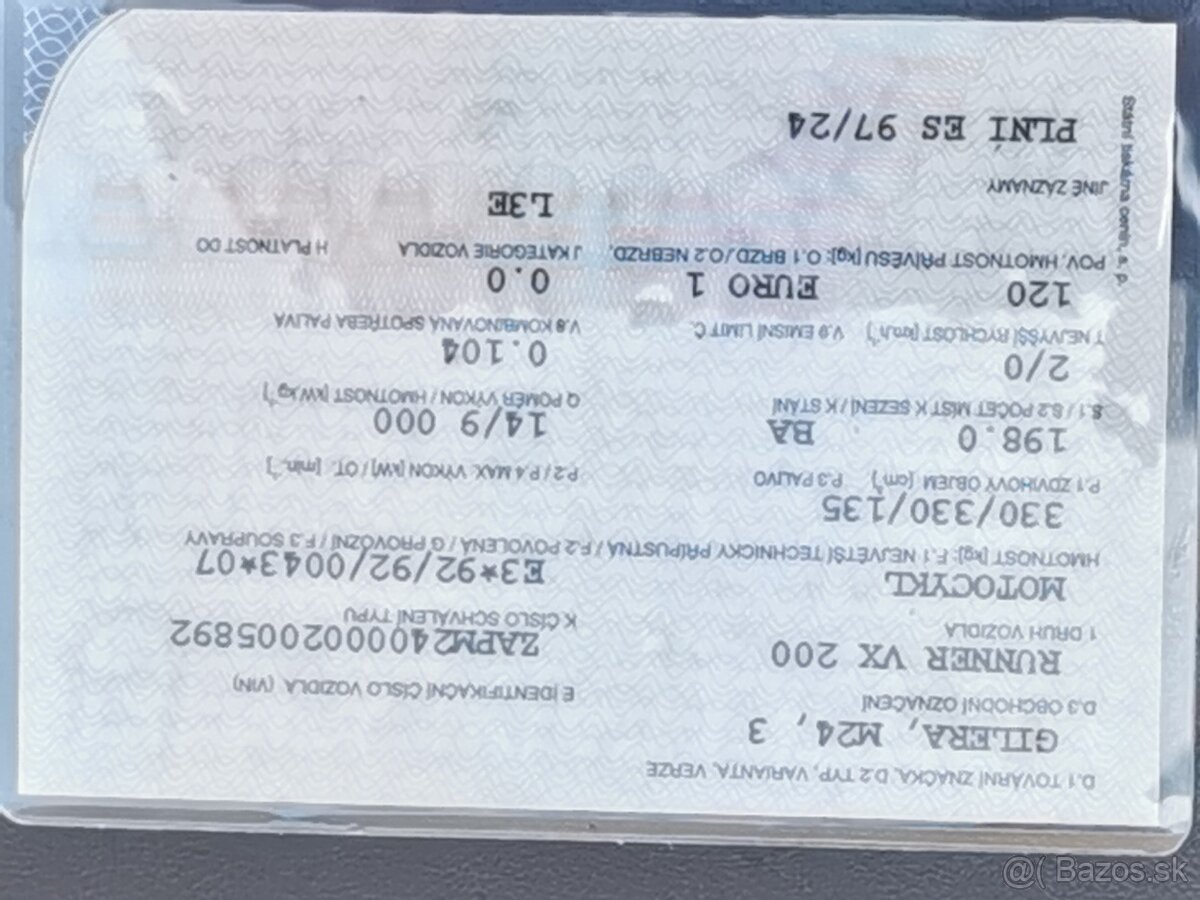 D.1 TOVÁRNÍ ZNAČKA, D.2 TYP, VARIANTA, VERZE
GILERA, M24, 3
D.3 OBCHODNÍ OZNAČENÍ
RUNNER VX 200
E IDENTIFIKAČNÍ ČÍSLO VOZIDLA (VIN)
ZAPM2400002005892
1 DRUH VOZIDLA
MOTOCYKL
K ČÍSLO SCHVÁLENÍ TYPU
E3*92/92/0043*07
HMOTNOST [kg]: F.1 NEJVĚTŠÍ TECHNICKY PŘÍPUSTNÁ / F.2 POVOLENÁ / G PROVOZNÍ / F.3 SOUPRAVY
330/330/135
P.1 ZDVIHOVÝ OBJEM [cm³] P.3 PALIVO
198.0 BA
P.2 / P.4 MAX. VÝKON [kW] / OT. [min.⁻¹]
14/9 000
S.1 / S.2 POČET MÍST K SEZENÍ / K STÁNÍ
2/0
Q POMĚR VÝKON / HMOTNOST [kW.kg⁻¹]
0.104
T NEJVYŠŠÍ RYCHLOST [km.h⁻¹] V.9 EMISNÍ LIMIT Č.
120 EURO 1
V.8 KOMBINOVANÁ SPOTŘEBA PALIVA
0.0
POV. HMOTNOST PŘÍVĚSU [kg]: O.1 BRZD./O.2 NEBRZD.
J KATEGORIE VOZIDLA
L3E
H PLATNOST DO
JINÉ ZÁZNAMY
PLNÍ ES 97/24
Státní tiskárna cenin, s. p.
@( Bazos.sk